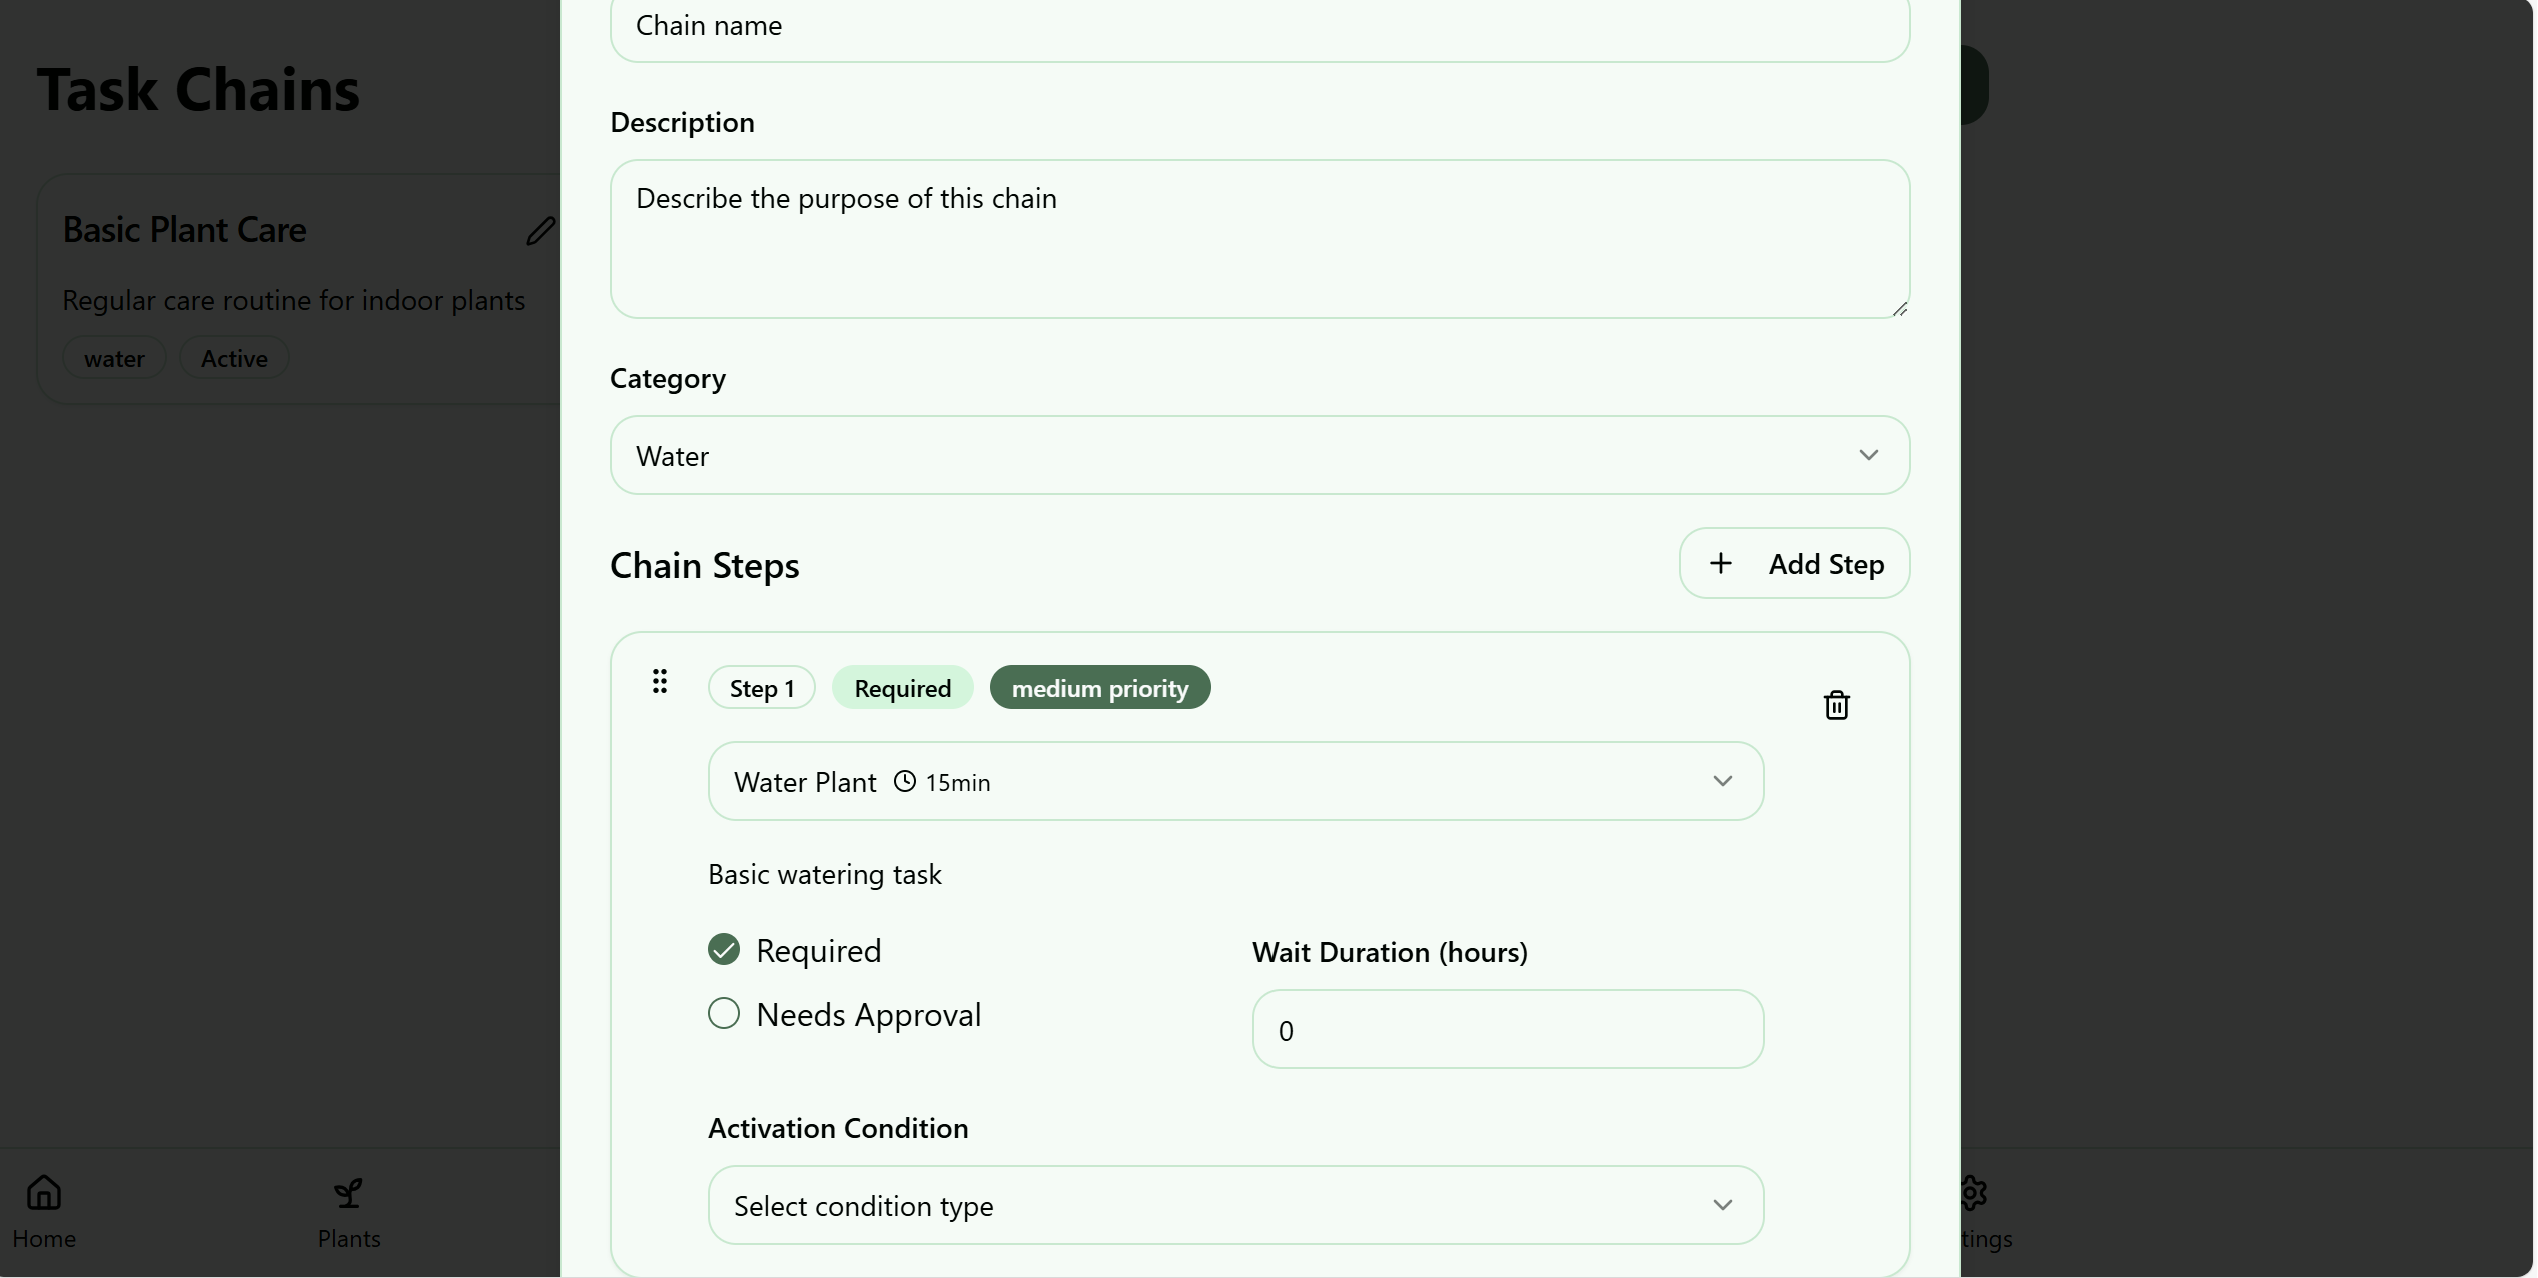 Task Chains
Basic Plant Care
Regular care routine for indoor plants
water
Active
Chain name
Description
Describe the purpose of this chain
Category
Water
Chain Steps
Add Step
Step 1
Required
medium priority
Water Plant 15min
Basic watering task
Required
Needs Approval
Wait Duration (hours)
0
Activation Condition
Select condition type
Home
Plants
tings